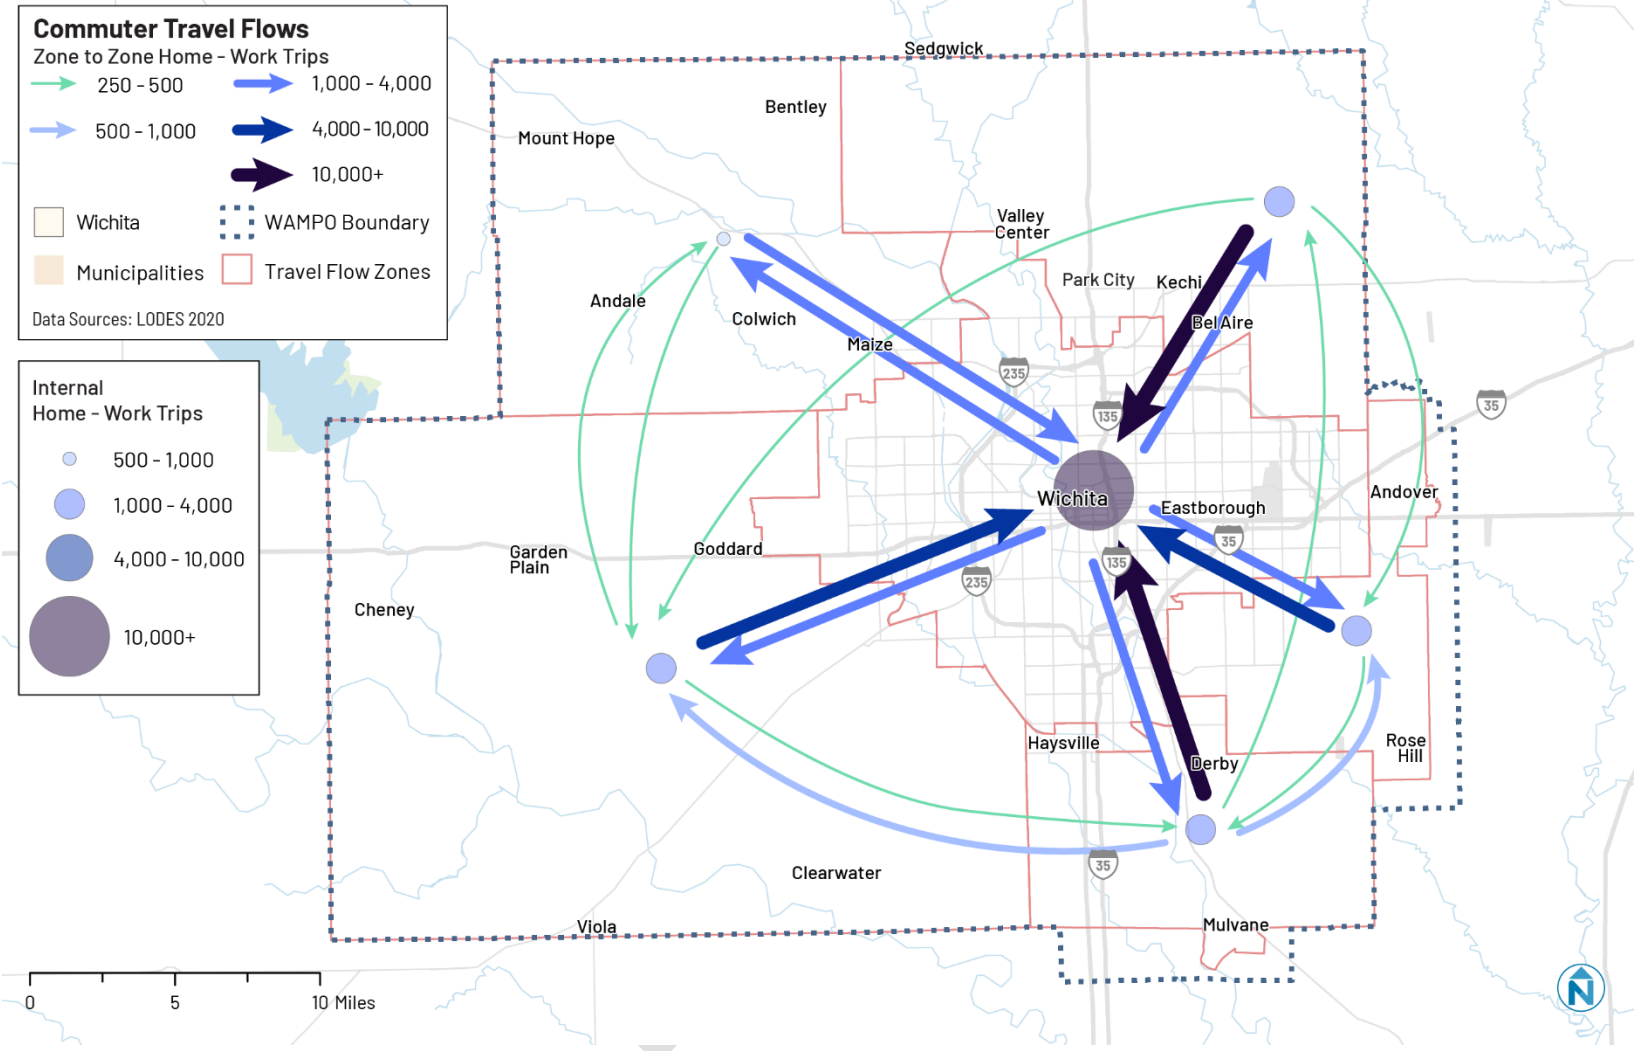 Commuter Travel Flows
Zone to Zone Home - Work Trips
250 - 500
1,000 - 4,000
500 - 1,000
4,000 - 10,000
10,000+
Wichita
WAMPO Boundary
Municipalities
Travel Flow Zones
Data Sources: LODES 2020
Internal
Home - Work Trips
500 - 1,000
1,000 - 4,000
4,000 - 10,000
10,000+
Sedgwick
Bentley
Mount Hope
Valley
Center
Park City
Kechi
Andale
Colwich
Bel Aire
Maize
235
135
35
Andover
Wichita
Eastborough
35
Garden
Plain
Goddard
135
235
Cheney
Haysville
Rose
Hill
Derby
35
Clearwater
Viola
Mulvane
0
5
10 Miles
N